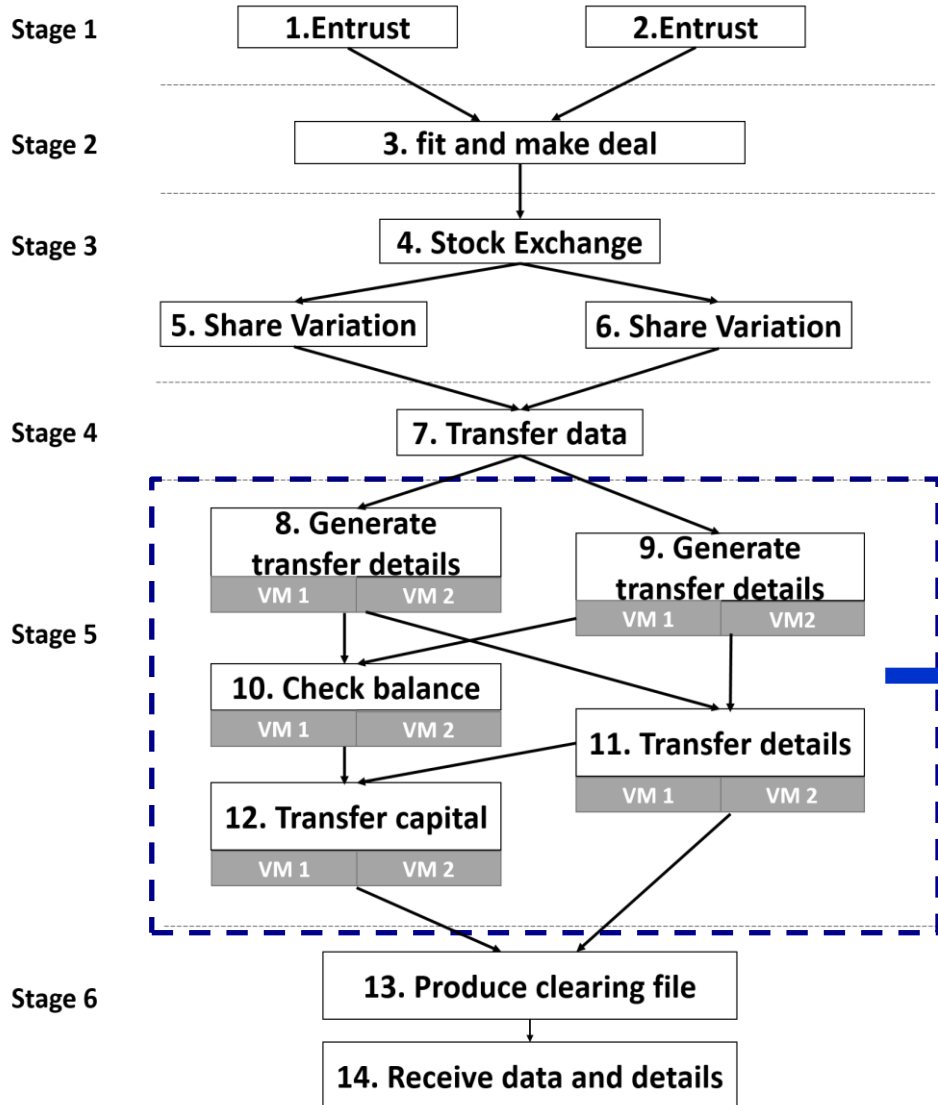 Stage 1
1.Entrust
2.Entrust
Stage 2
3. fit and make deal
Stage 3
4. Stock Exchange
5. Share Variation
6. Share Variation
Stage 4
7. Transfer data
Stage 5
8. Generate
transfer details
VM 1
VM 2
9. Generate
transfer details
VM 1
VM2
10. Check balance
VM 1
VM 2
11. Transfer details
VM 1
VM 2
12. Transfer capital
VM 1
VM 2
Stage 6
13. Produce clearing file
14. Receive data and details